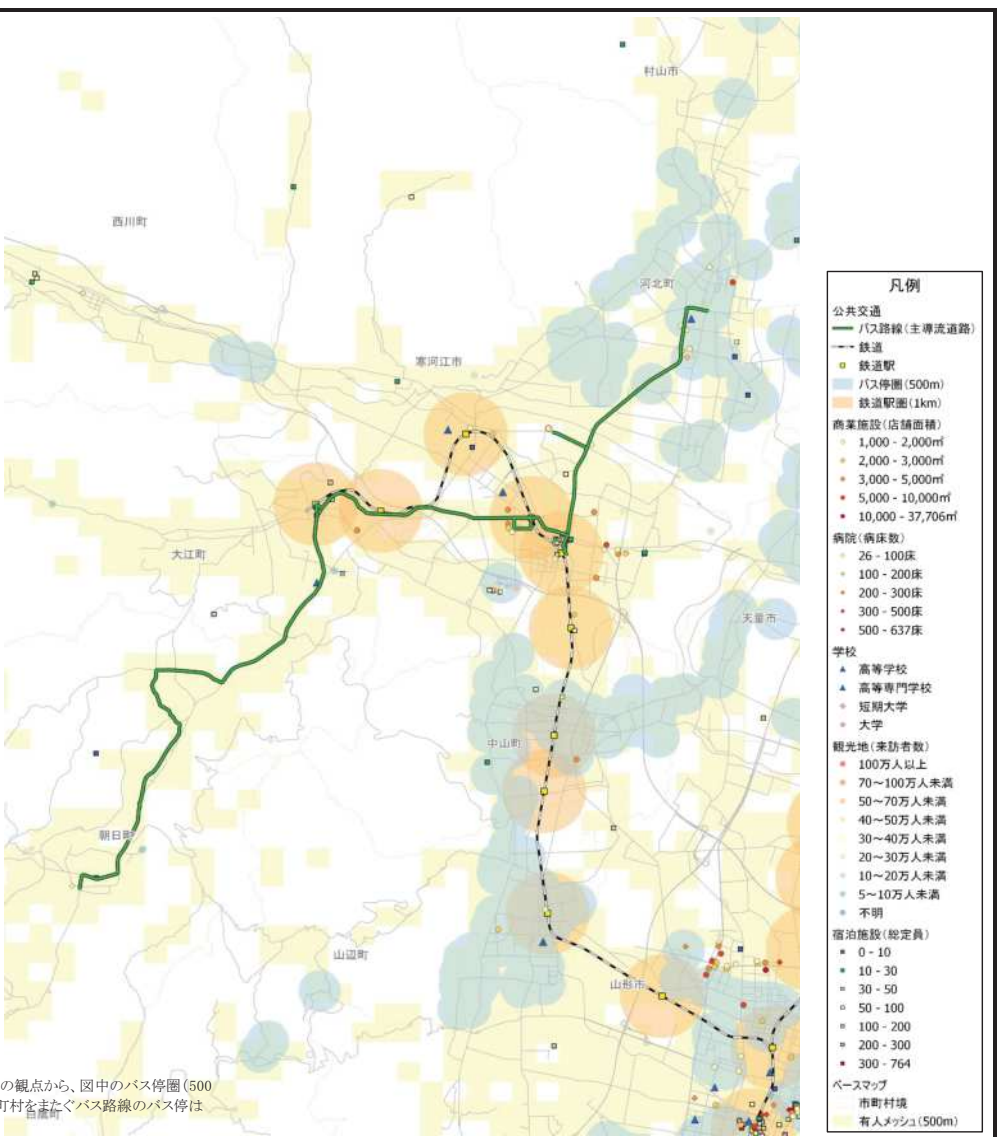 村山市
西川町
河北町
寒河江市
大江町
天童市
中山町
朝日町
山辺町
山形市
の観点から、図中のバス停圏(500
町村をまたぐバス路線のバス停は
白鷹町
凡例
公共交通
バス路線(主導流道路)
鉄道
鉄道駅
バス停圏(500m)
鉄道駅圏(1km)
商業施設(店舗面積)
1,000 - 2,000㎡
2,000 - 3,000㎡
3,000 - 5,000㎡
5,000 - 10,000㎡
10,000 - 37,706㎡
病院(病床数)
26 - 100床
100 - 200床
200 - 300床
300 - 500床
500 - 637床
学校
高等学校
高等専門学校
短期大学
大学
観光地(来訪者数)
100万人以上
70～100万人未満
50～70万人未満
40～50万人未満
30～40万人未満
20～30万人未満
10～20万人未満
5～10万人未満
不明
宿泊施設(総定員)
0 - 10
10 - 30
30 - 50
50 - 100
100 - 200
200 - 300
300 - 764
ベースマップ
市町村境
有人メッシュ(500m)